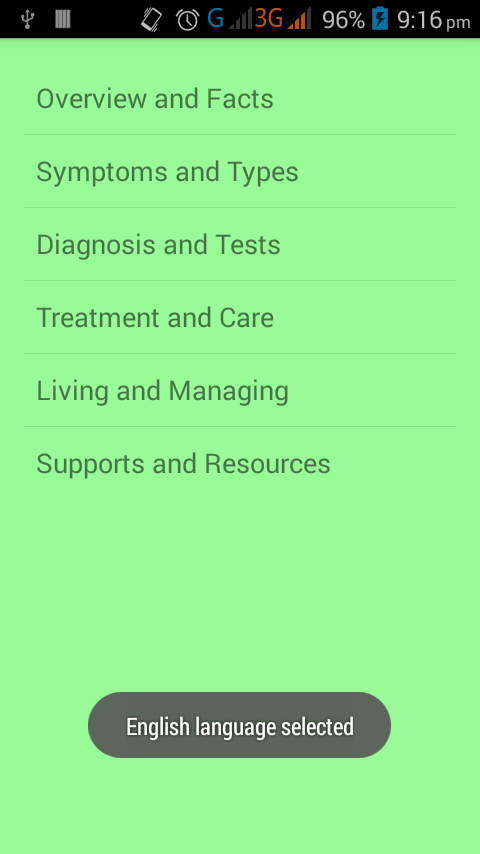 G 3G 96% 9:16 pm
Overview and Facts
Symptoms and Types
Diagnosis and Tests
Treatment and Care
Living and Managing
Supports and Resources
English language selected